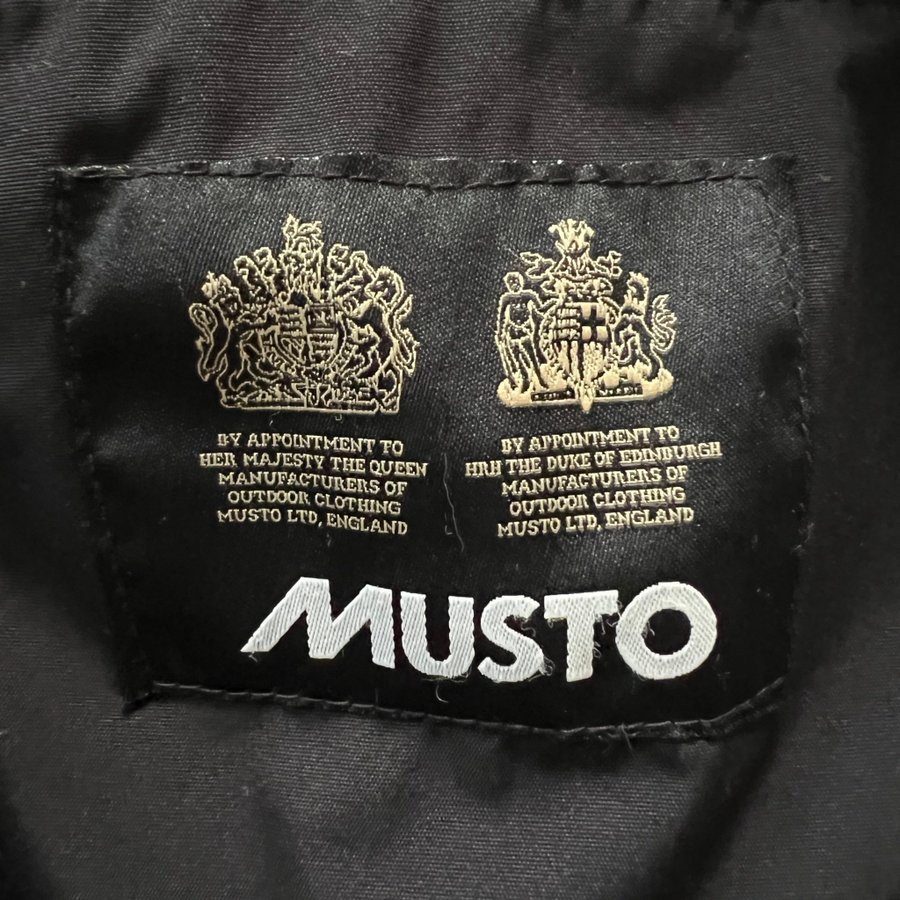 BY APPOINTMENT TO
HER MAJESTY THE QUEEN
MANUFACTURERS OF
OUTDOOR CLOTHING
MUSTO LTD, ENGLAND
BY APPOINTMENT TO
HRH THE DUKE OF EDINBURGH
MANUFACTURERS OF
OUTDOOR CLOTHING
MUSTO LTD, ENGLAND
MUSTO